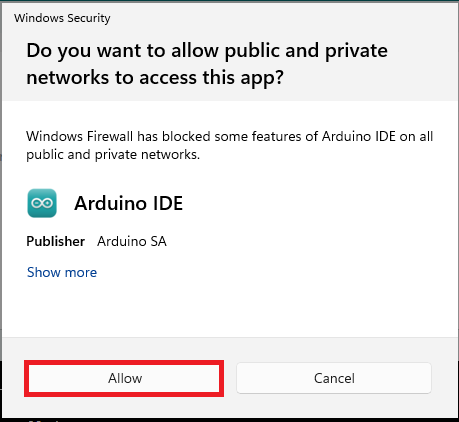 Windows Security
Do you want to allow public and private
networks to access this app?
Windows Firewall has blocked some features of Arduino IDE on all
public and private networks.
Arduino IDE
Publisher Arduino SA
Show more
Allow Cancel